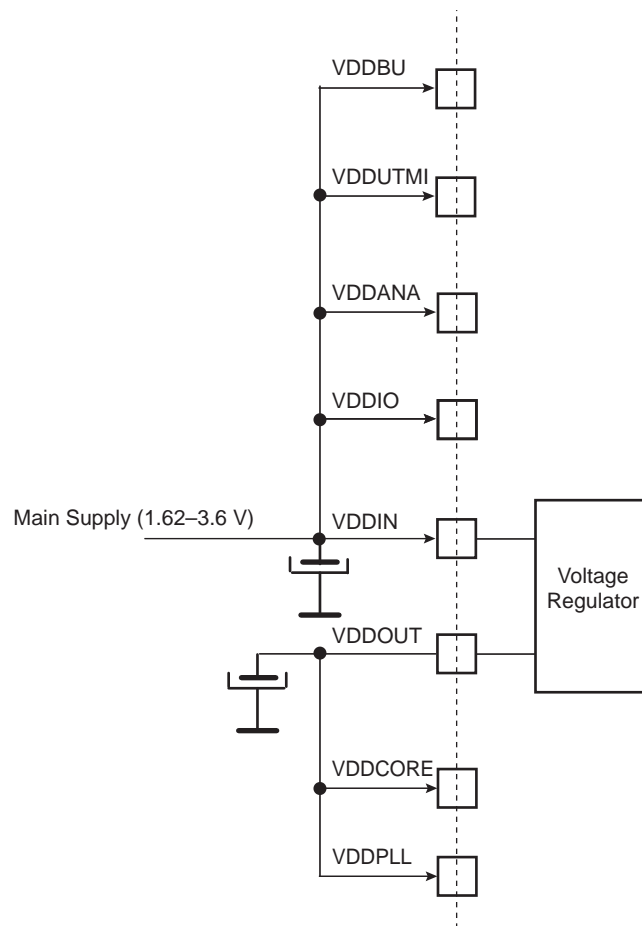 VDDBU
VDDUTMI
VDDANA
VDDIO
Main Supply (1.62–3.6 V)
VDDIN
Voltage
Regulator
VDDOUT
VDDCORE
VDDPLL